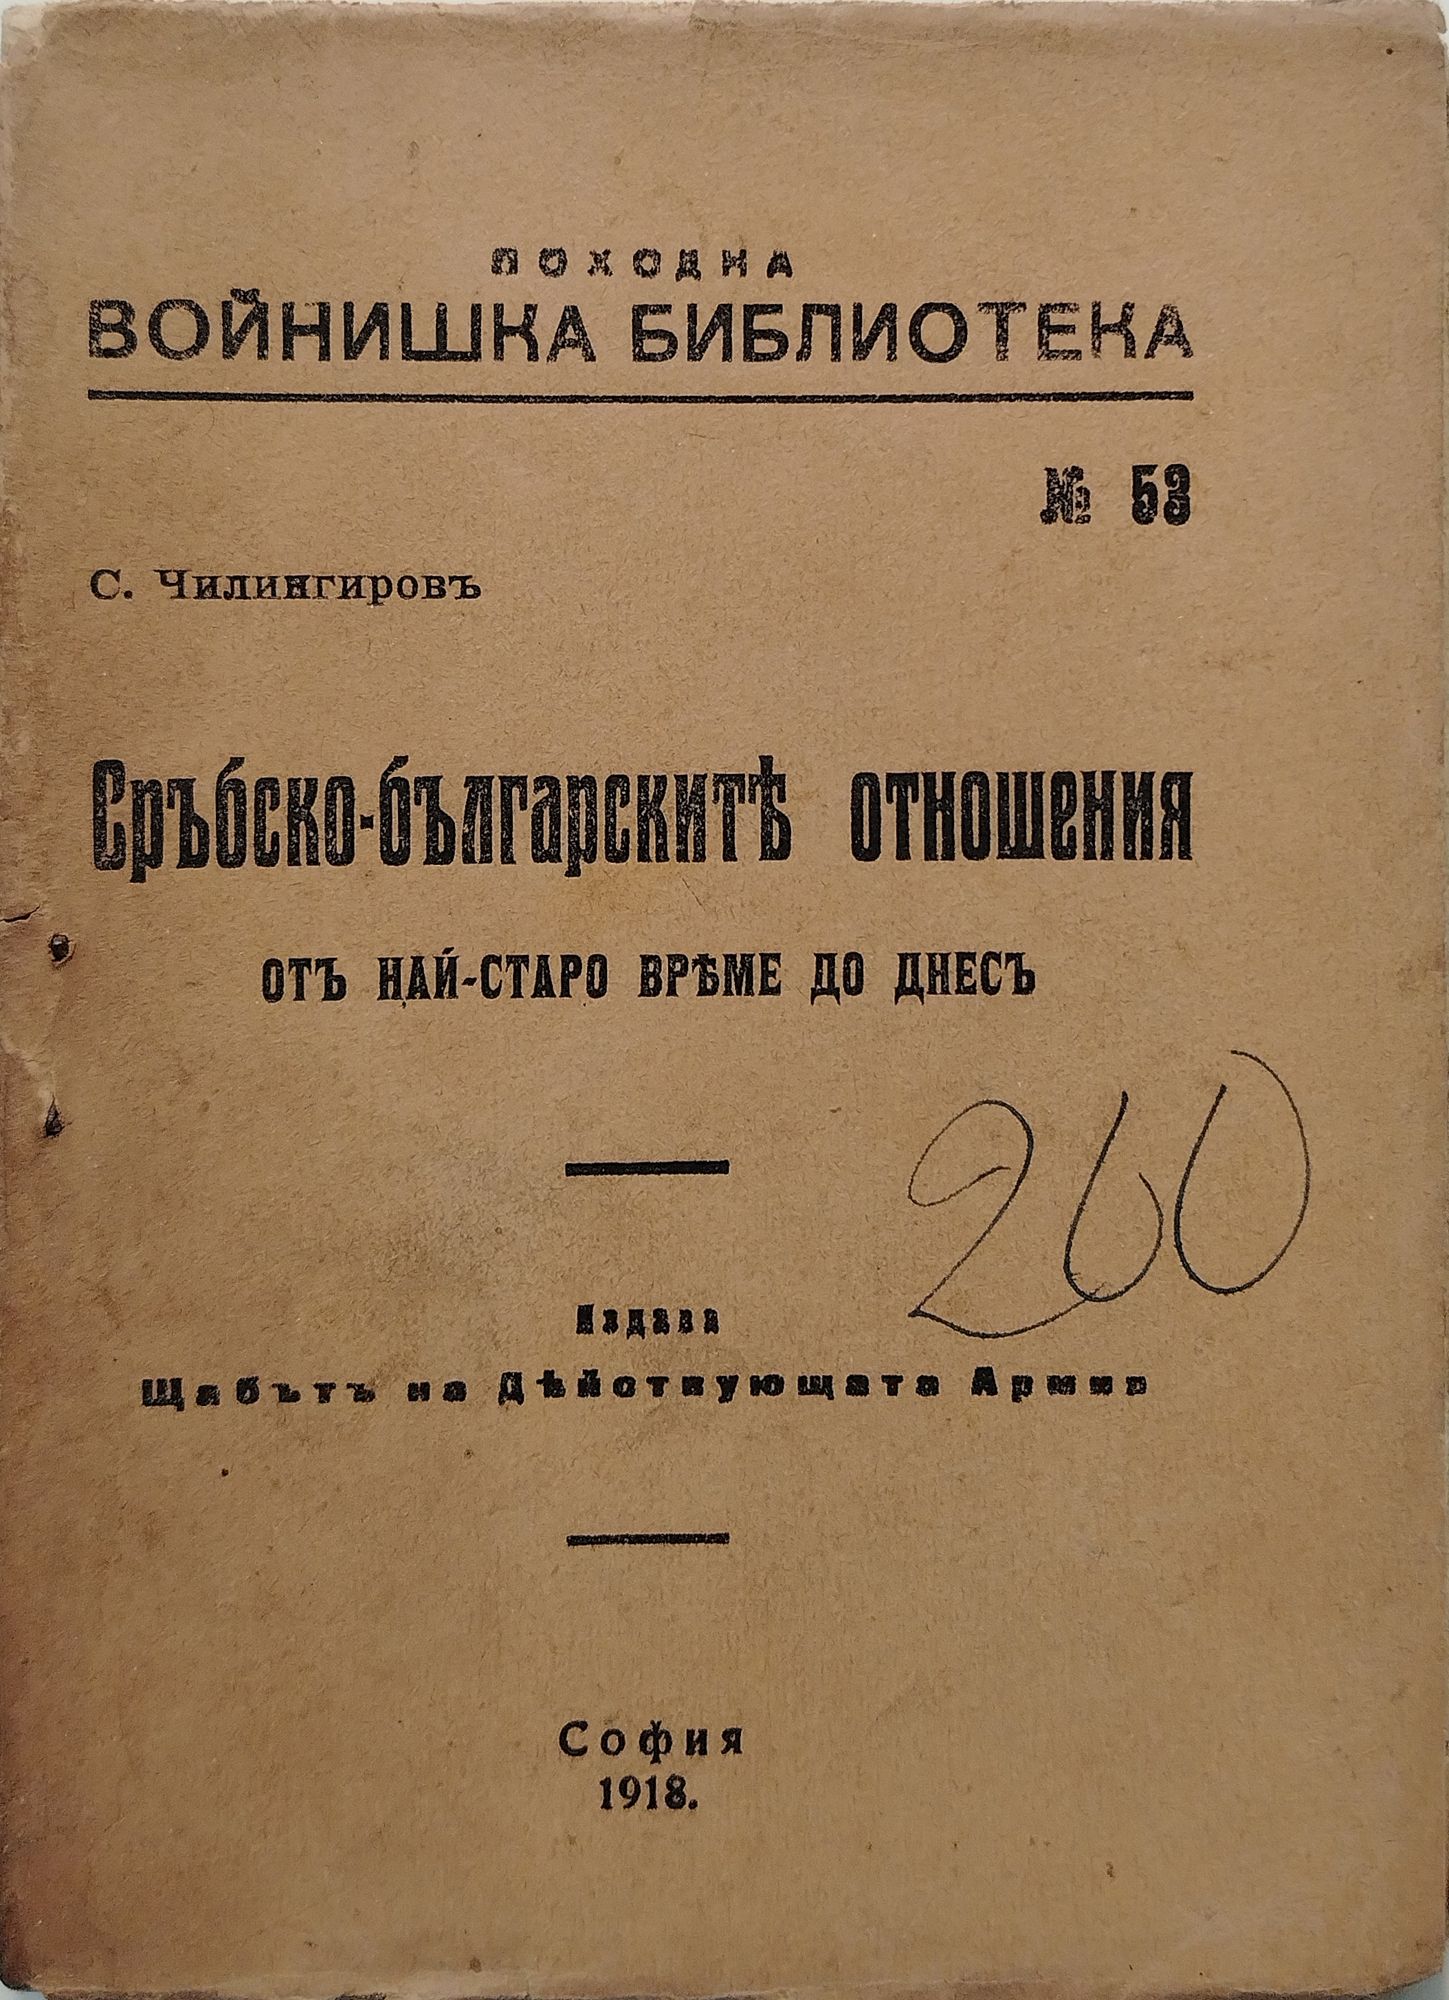 ПОХОДНА
ВОЙНИШКА БИБЛИОТЕКА
№ 53
С. Чилингировъ
Сръбско-българскитѣ отношения
ОТЪ НАЙ-СТАРО ВРѢМЕ ДО ДНЕСЪ
260
Издава
Щабътъ на Дѣйствующата Армия
София
1918.